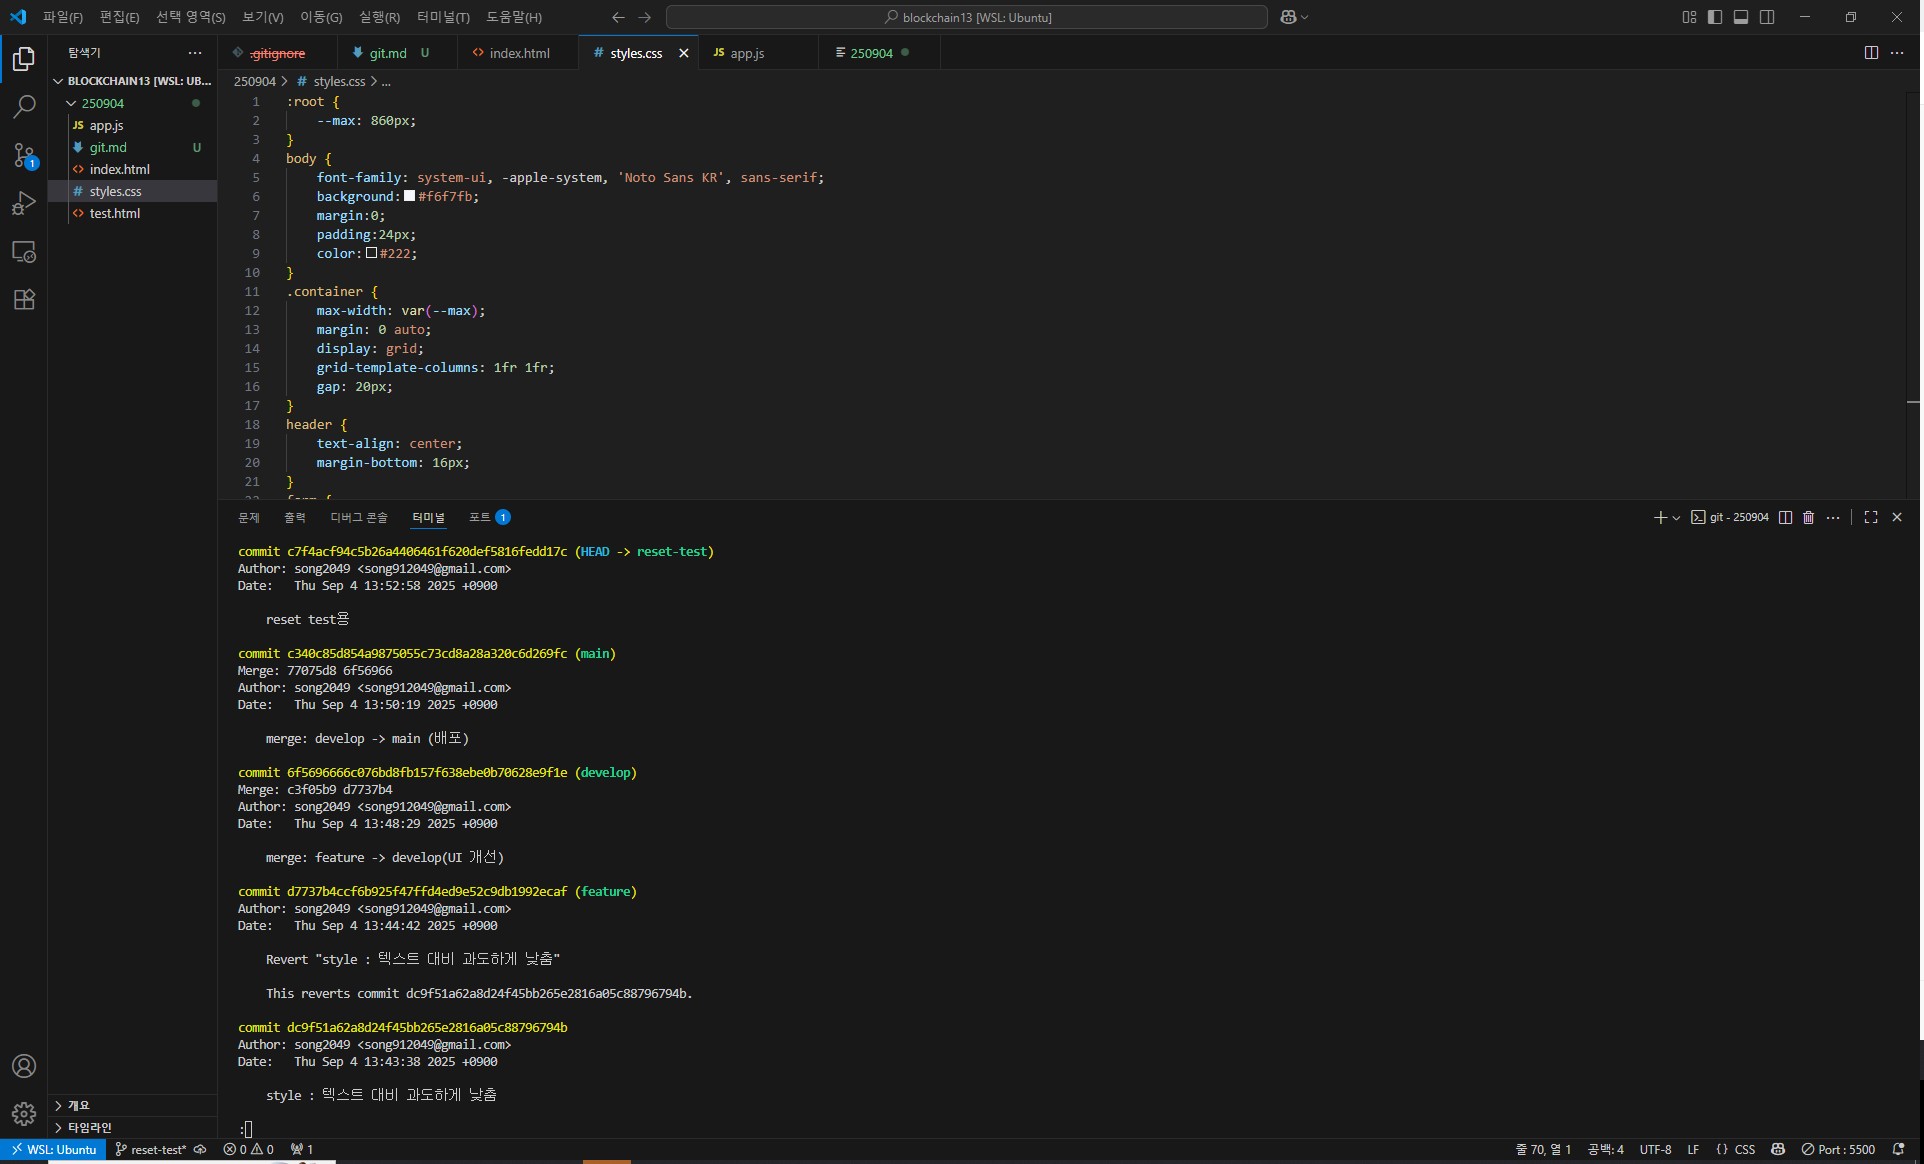 파일(F) 편집(E) 선택 영역(S) 보기(V) 이동(G) 실행(R) 터미널(T) 도움말(H)
blockchain13 [WSL: Ubuntu]
탐색기
.gitignore
git.md U
index.html
# styles.css
JS app.js
250904
BLOCKCHAIN13 [WSL: UB...
250904 > # styles.css > ...
250904
JS app.js
git.md U
index.html
# styles.css
test.html
1
1 :root {
2 --max: 860px;
3 }
4 body {
5 font-family: system-ui, -apple-system, 'Noto Sans KR', sans-serif;
6 background: #f6f7fb;
7 margin:0;
8 padding:24px;
9 color: #222;
10 }
11 .container {
12 max-width: var(--max);
13 margin: 0 auto;
14 display: grid;
15 grid-template-columns: 1fr 1fr;
16 gap: 20px;
17 }
18 header {
19 text-align: center;
20 margin-bottom: 16px;
21 }
문제 출력 디버그 콘솔 터미널 포트 1
git - 250904
commit c7f4acf94c5b26a4406461f620def5816fedd17c (HEAD -> reset-test)
Author: song2049 <song912049@gmail.com>
Date: Thu Sep 4 13:52:58 2025 +0900
reset test용
commit c340c85d854a9875055c73cd8a28a320c6d269fc (main)
Merge: 77075d8 6f56966
Author: song2049 <song912049@gmail.com>
Date: Thu Sep 4 13:50:19 2025 +0900
merge: develop -> main (배포)
commit 6f5696666c076bd8fb157f638ebe0b70628e9f1e (develop)
Merge: c3f05b9 d7737b4
Author: song2049 <song912049@gmail.com>
Date: Thu Sep 4 13:48:29 2025 +0900
merge: feature -> develop(UI 개선)
commit d7737b4ccf6b925f47ffd4ed9e52c9db1992ecaf (feature)
Author: song2049 <song912049@gmail.com>
Date: Thu Sep 4 13:44:42 2025 +0900
Revert "style : 텍스트 대비 과도하게 낮춤"
This reverts commit dc9f51a62a8d24f45bb265e2816a05c88796794b.
commit dc9f51a62a8d24f45bb265e2816a05c88796794b
Author: song2049 <song912049@gmail.com>
Date: Thu Sep 4 13:43:38 2025 +0900
style : 텍스트 대비 과도하게 낮춤
:
개요
타임라인
WSL: Ubuntu reset-test* 0 0 1
줄 70, 열 1 공백: 4 UTF-8 LF {} CSS Port : 5500